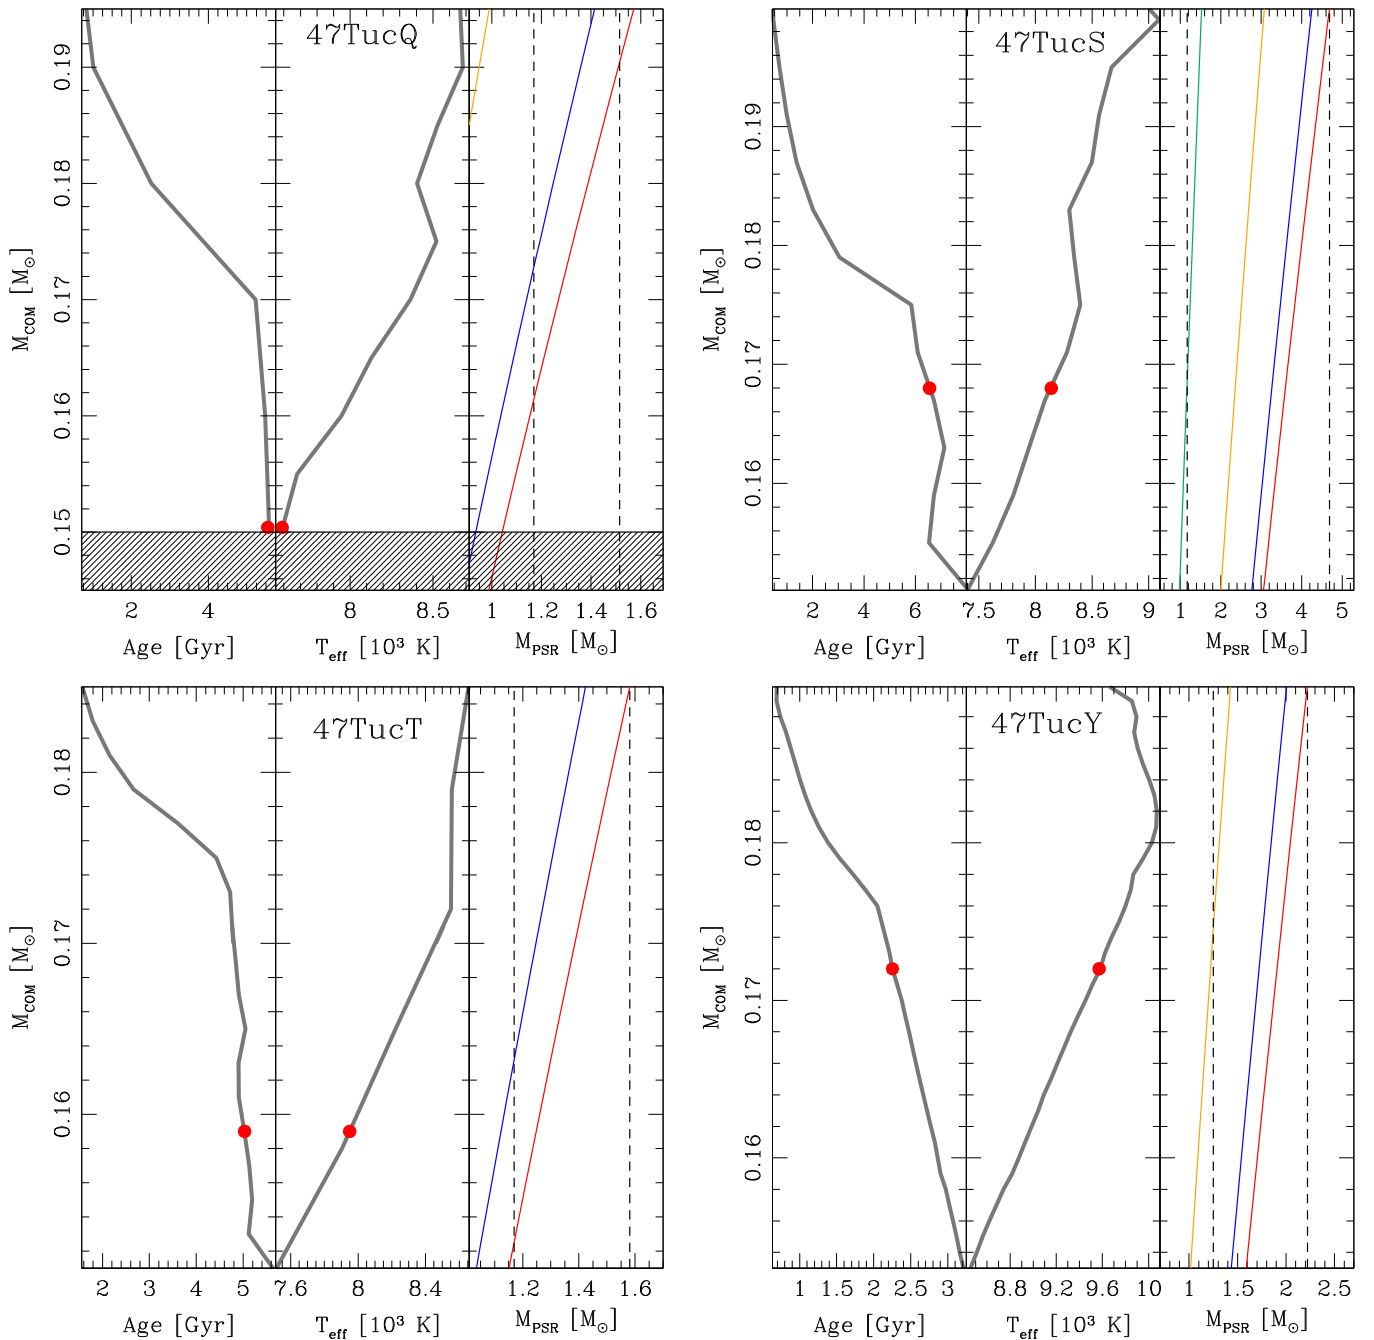 47TucQ
0.19
0.18
0.17
0.16
0.15
M_COM [M_⊙]
2 4 8 8.5 1 1.2 1.4 1.6
Age [Gyr] T_eff [10³ K] M_PSR [M_⊙]
47TucS
0.19
0.18
0.17
0.16
M_COM [M_⊙]
2 4 6 7.5 8 8.5 9 1 2 3 4 5
Age [Gyr] T_eff [10³ K] M_PSR [M_⊙]
47TucT
0.18
0.17
0.16
M_COM [M_⊙]
2 3 4 5 7.6 8 8.4 1.2 1.4 1.6
Age [Gyr] T_eff [10³ K] M_PSR [M_⊙]
47TucY
0.18
0.17
0.16
M_COM [M_⊙]
1 1.5 2 2.5 3 8.8 9.2 9.6 10 1 1.5 2 2.5
Age [Gyr] T_eff [10³ K] M_PSR [M_⊙]